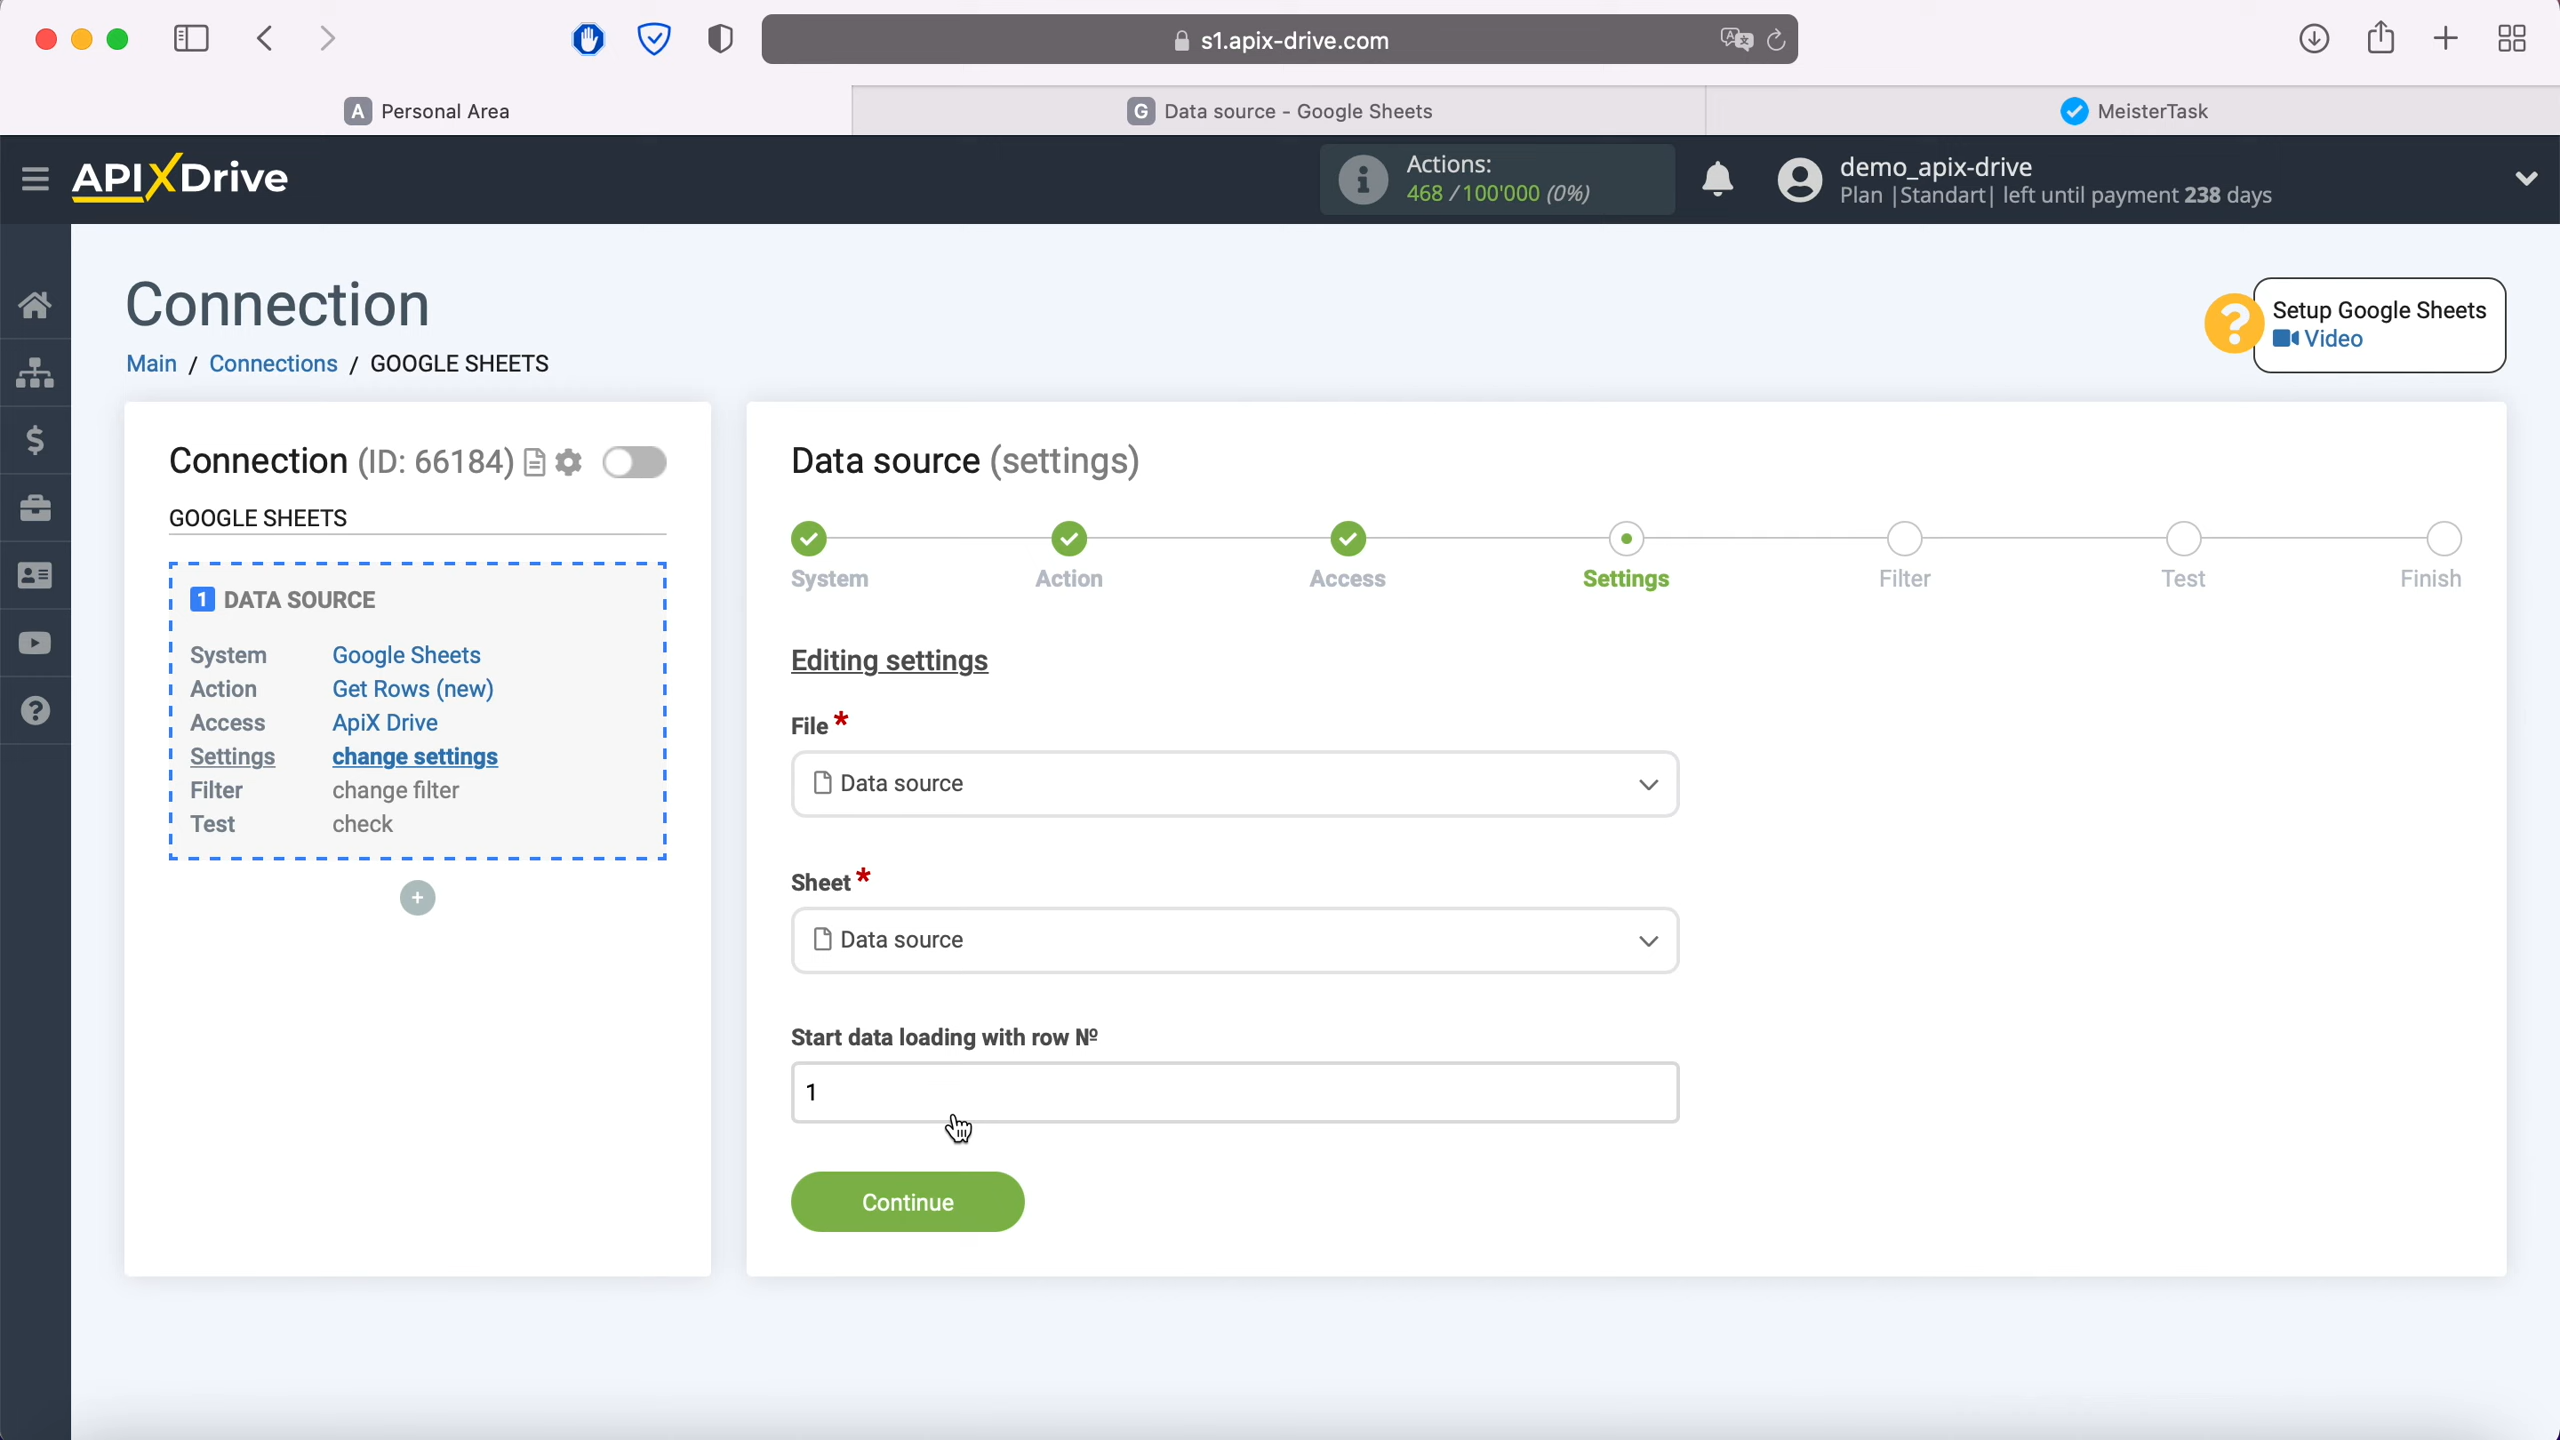 s1.apix-drive.com
A Personal Area
G Data source - Google Sheets
MeisterTask
APIXDrive
Actions:
468 / 100'000 (0%)
demo_apix-drive
Plan |Standart| left until payment 238 days
Connection
Main / Connections / GOOGLE SHEETS
Setup Google Sheets
Video
Connection (ID: 66184)
GOOGLE SHEETS
1 DATA SOURCE
System Google Sheets
Action Get Rows (new)
Access ApiX Drive
Settings change settings
Filter change filter
Test check
Data source (settings)
System Action Access Settings Filter Test Finish
Editing settings
File *
Data source
Sheet *
Data source
Start data loading with row Nº
1
Continue